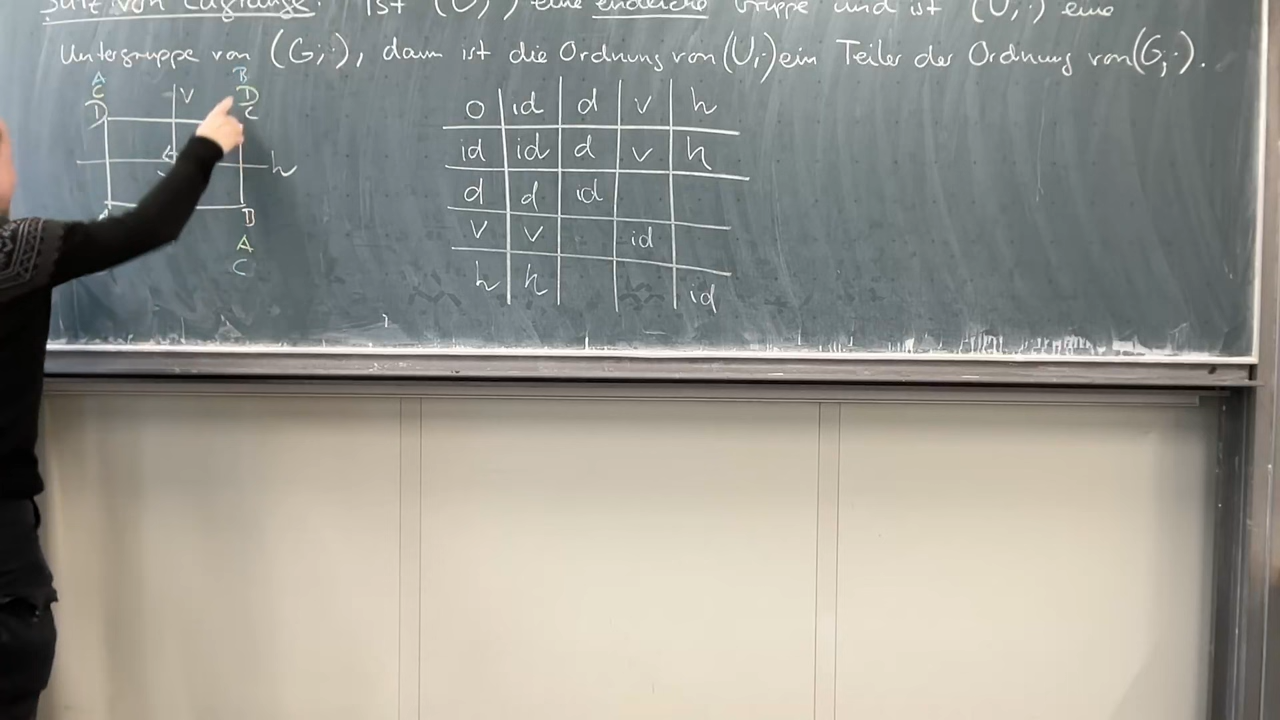 Satz von Lagrange: Ist (G, ·) eine endliche Gruppe und ist (U, ·) eine
Untergruppe von (G, ·), dann ist die Ordnung von (U, ·) ein Teiler der Ordnung von (G, ·).
A B
C V D
D C
h
B
A
C
o id d v h
id id d v h
d d id
v v id
h h id